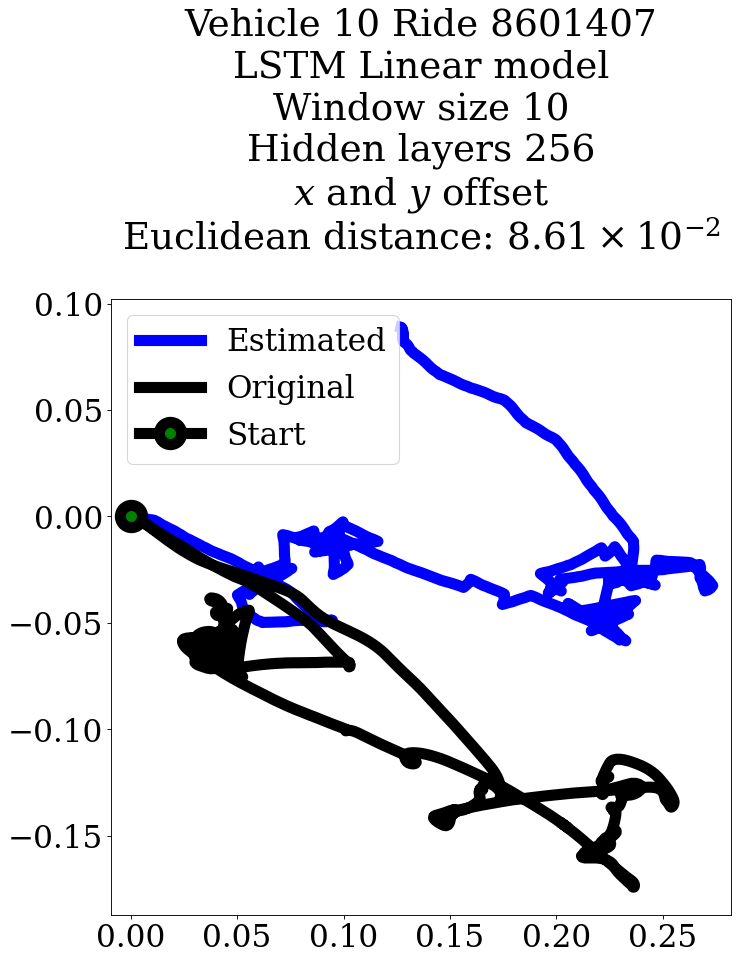 Vehicle 10 Ride 8601407
LSTM Linear model
Window size 10
Hidden layers 256
x and y offset
Euclidean distance: 8.61 × 10⁻²
Estimated
Original
Start
0.10
0.05
0.00
−0.05
−0.10
−0.15
0.00 0.05 0.10 0.15 0.20 0.25